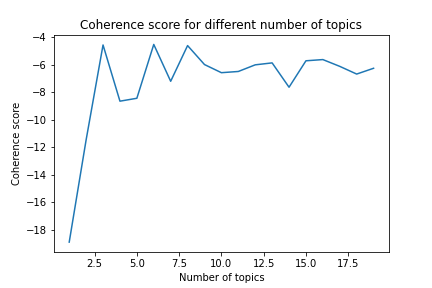 Coherence score for different number of topics
−4
−6
−8
−10
−12
−14
−16
−18
Coherence score
2.5 5.0 7.5 10.0 12.5 15.0 17.5
Number of topics